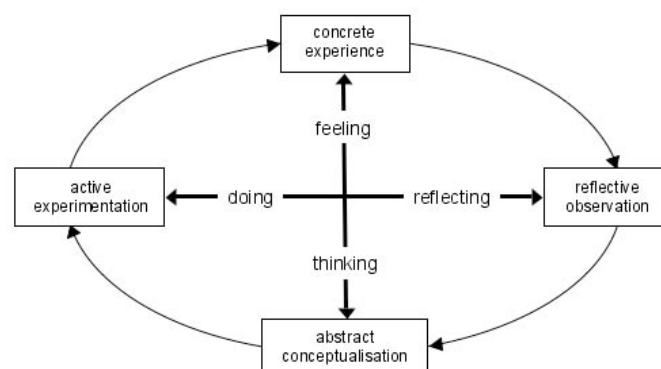 concrete
experience
feeling
active
experimentation
doing
reflecting
reflective
observation
thinking
abstract
conceptualisation